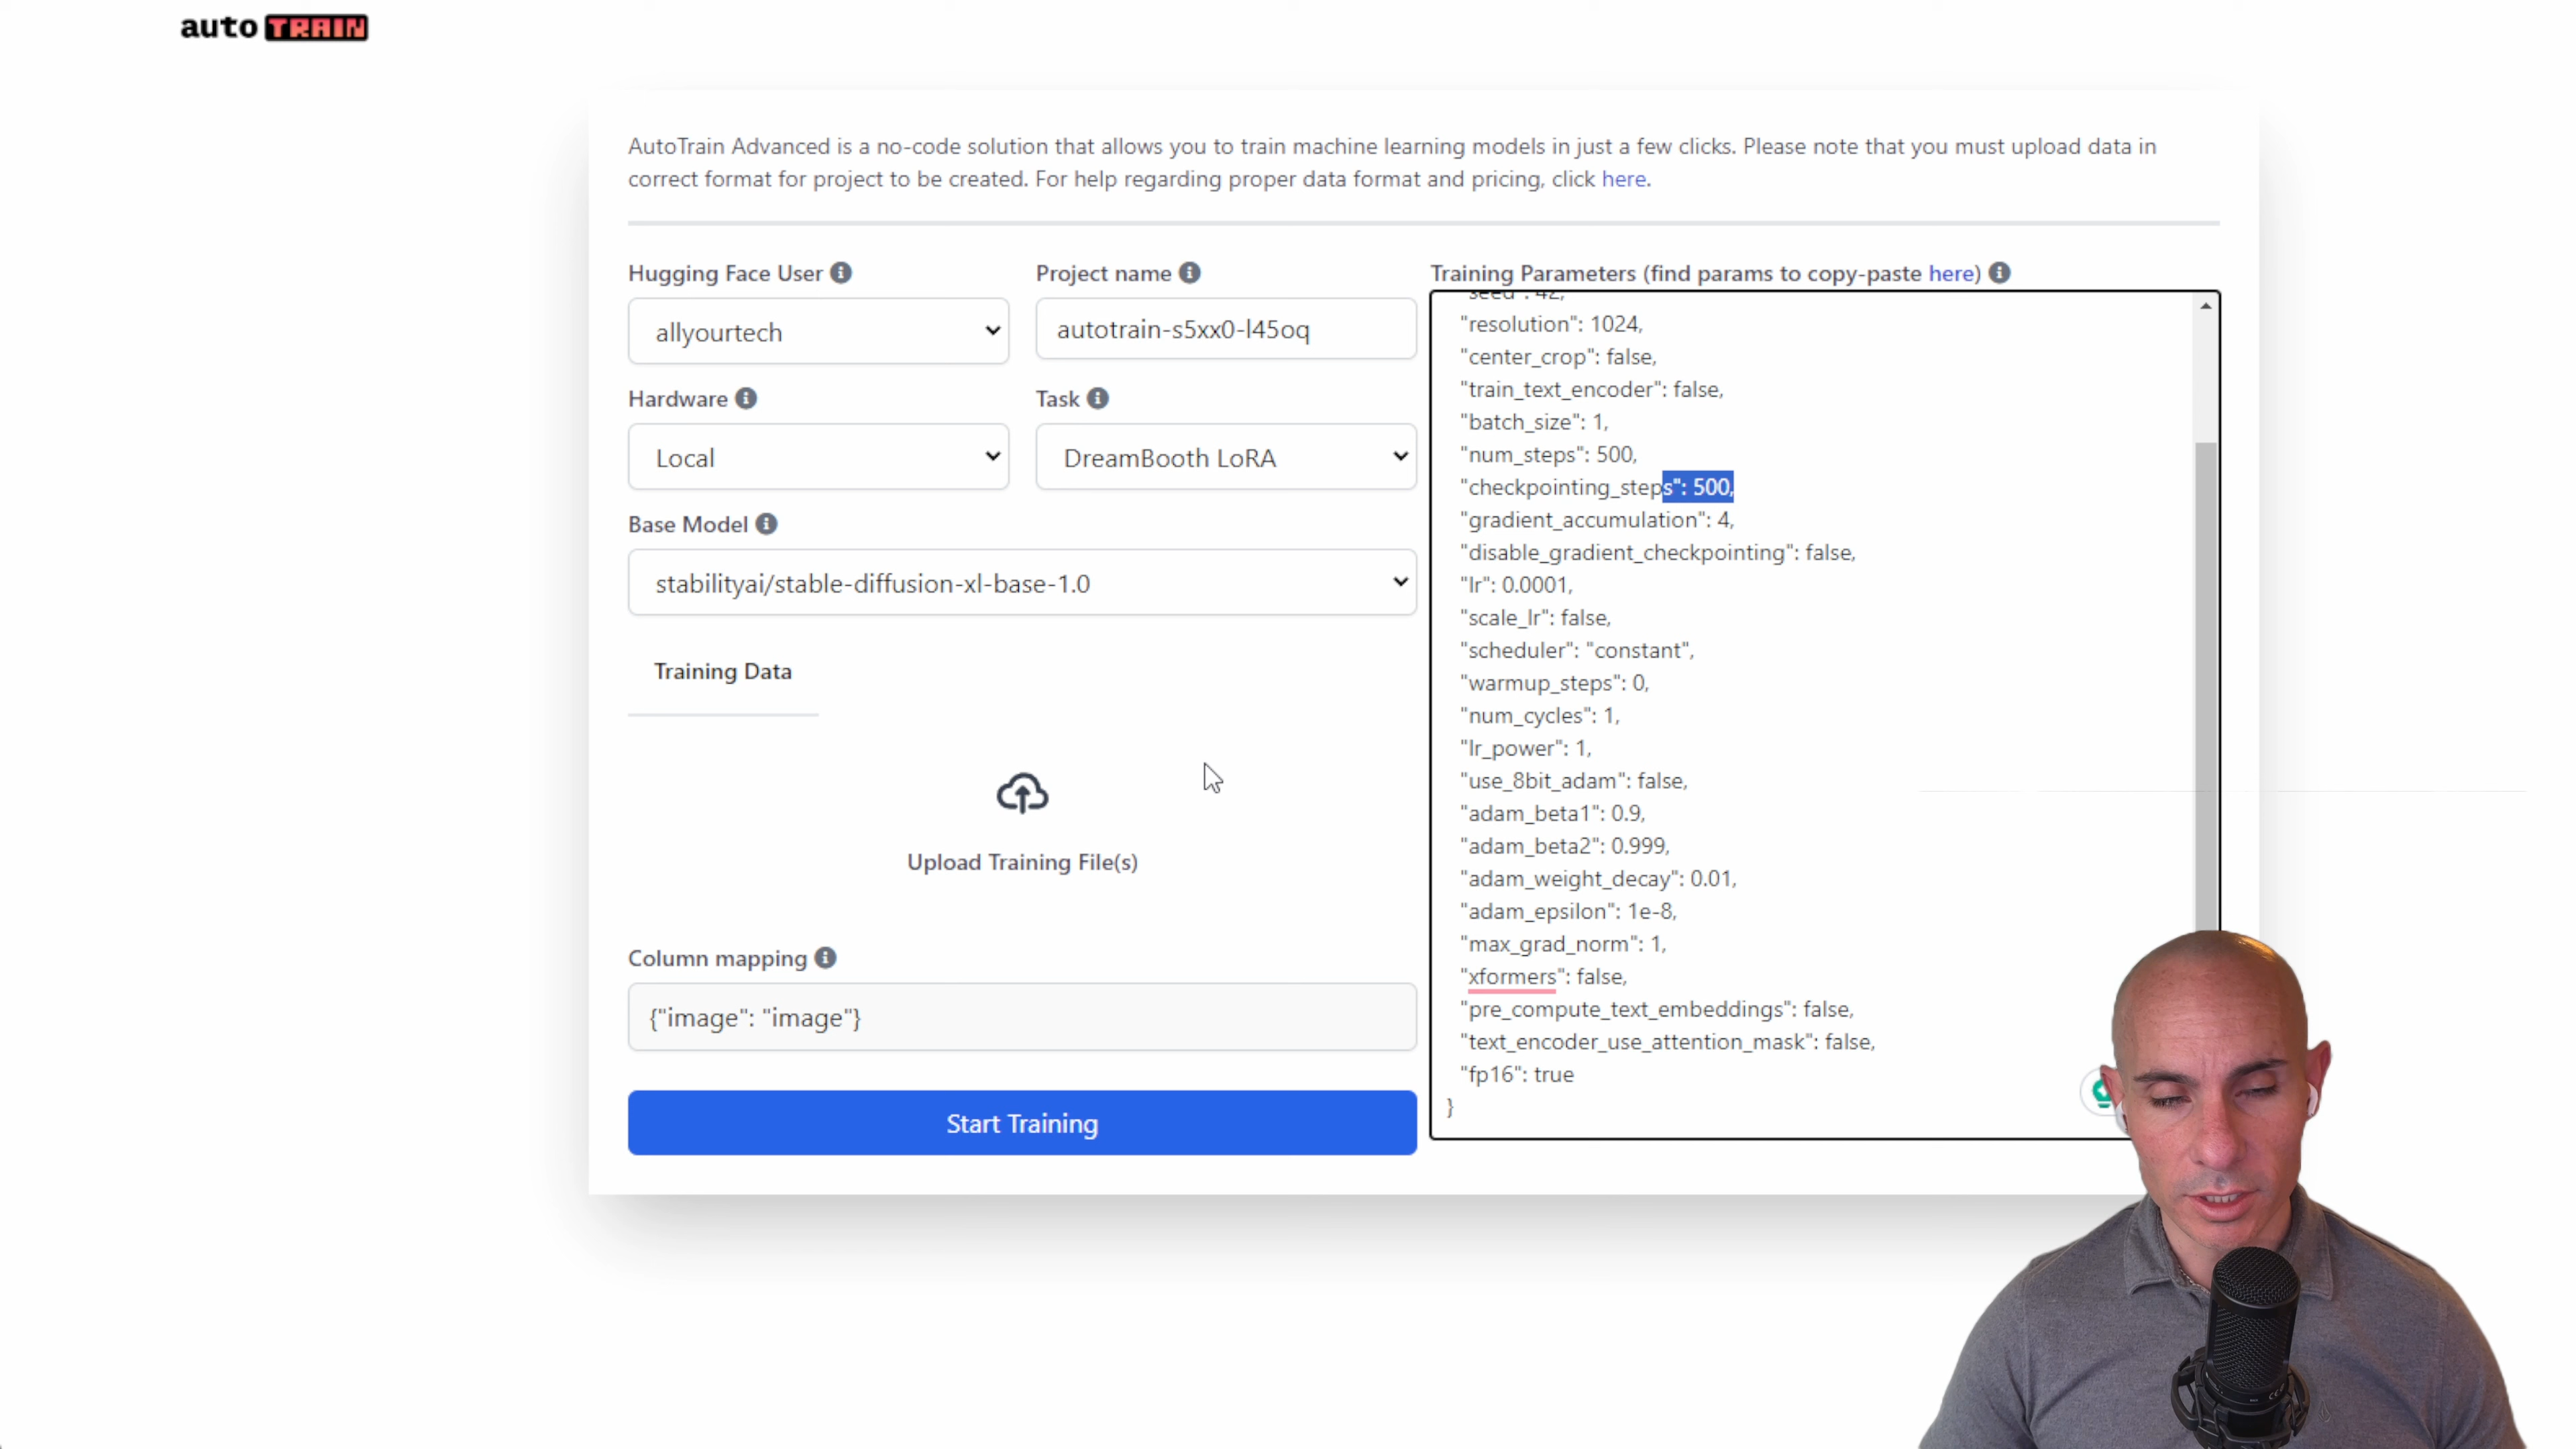 auto TRAIN
AutoTrain Advanced is a no-code solution that allows you to train machine learning models in just a few clicks. Please note that you must upload data in
correct format for project to be created. For help regarding proper data format and pricing, click here.
Hugging Face User
allyourtech
Project name
autotrain-s5xx0-l45oq
Hardware
Local
Task
DreamBooth LoRA
Base Model
stabilityai/stable-diffusion-xl-base-1.0
Training Data
Upload Training File(s)
Column mapping
{"image": "image"}
Start Training
Training Parameters (find params to copy-paste here)
"seed": 42,
"resolution": 1024,
"center_crop": false,
"train_text_encoder": false,
"batch_size": 1,
"num_steps": 500,
"checkpointing_steps": 500,
"gradient_accumulation": 4,
"disable_gradient_checkpointing": false,
"lr": 0.0001,
"scale_lr": false,
"scheduler": "constant",
"warmup_steps": 0,
"num_cycles": 1,
"lr_power": 1,
"use_8bit_adam": false,
"adam_beta1": 0.9,
"adam_beta2": 0.999,
"adam_weight_decay": 0.01,
"adam_epsilon": 1e-8,
"max_grad_norm": 1,
"xformers": false,
"pre_compute_text_embeddings": false,
"text_encoder_use_attention_mask": false,
"fp16": true
}